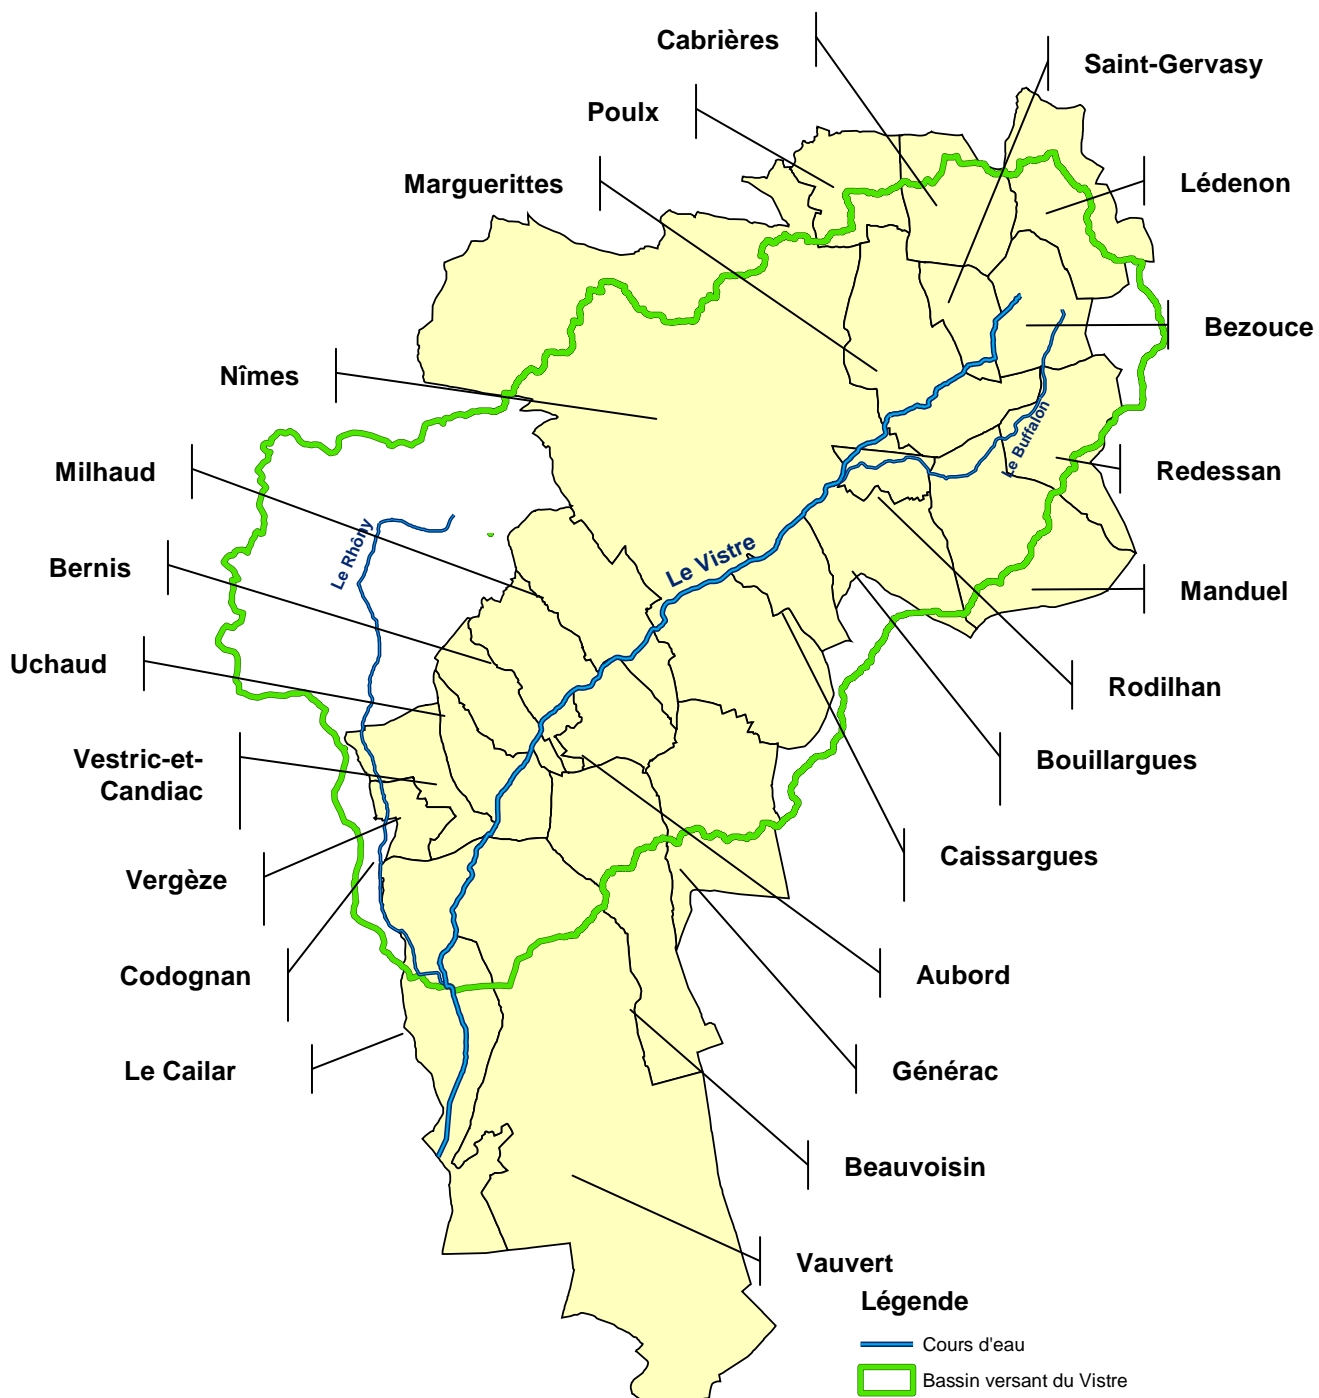 Cabrières
Saint-Gervasy
Poulx
Marguerittes
Lédenon
Bezouce
Nîmes
Le Buffalon
Milhaud
Redessan
Le Rhôny
Le Vistre
Bernis
Manduel
Uchaud
Rodilhan
Vestric-et-
Candiac
Bouillargues
Caissargues
Vergèze
Codognan
Aubord
Le Cailar
Générac
Beauvoisin
Vauvert
Légende
Cours d'eau
Bassin versant du Vistre